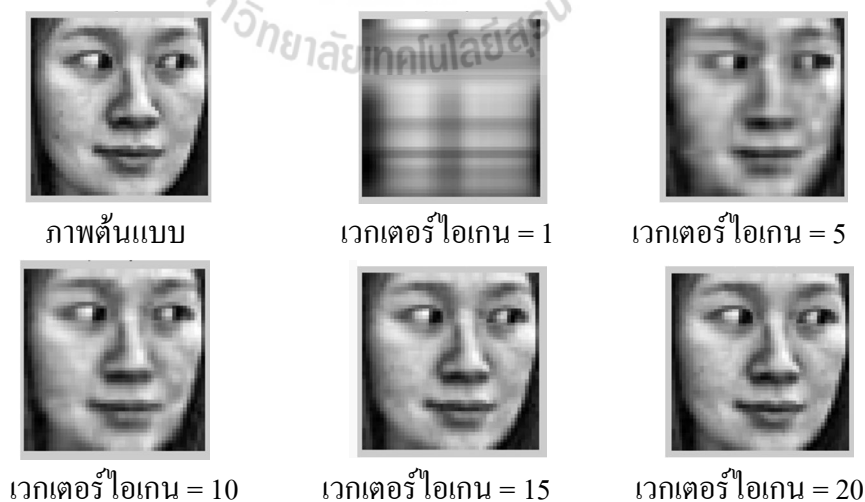 ภาพต้นแบบ
เวกเตอร์ไอเกน = 1
เวกเตอร์ไอเกน = 5
เวกเตอร์ไอเกน = 10
เวกเตอร์ไอเกน = 15
เวกเตอร์ไอเกน = 20